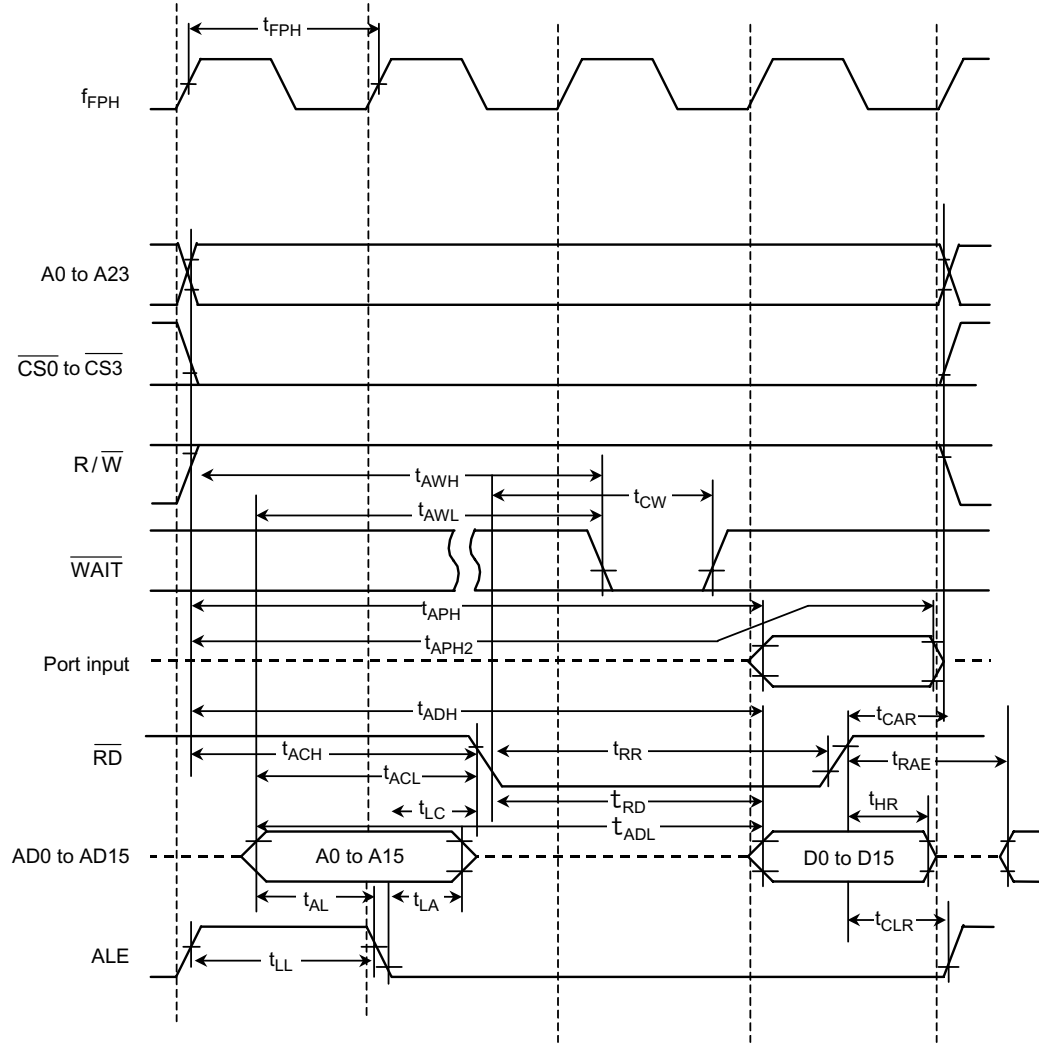 tFPH
fFPH
A0 to A23
CS0 to CS3
R/W
tAWH
tCW
tAWL
WAIT
tAPH
tAPH2
Port input
tADH
tCAR
RD
tACH
tRR
tRAE
tACL
tLC
tRD
tHR
tADL
AD0 to AD15
A0 to A15
D0 to D15
tAL
tLA
tCLR
ALE
tLL